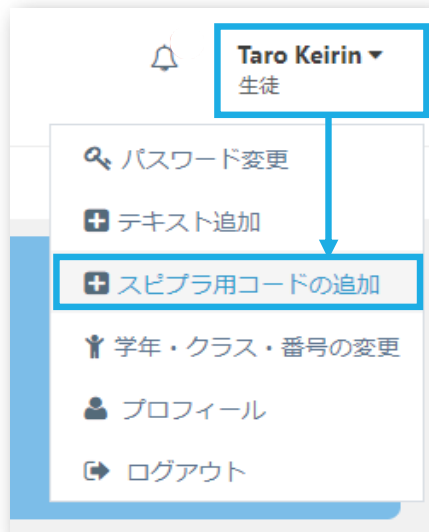 Taro Keirin
生徒
パスワード変更
テキスト追加
スピプラ用コードの追加
学年・クラス・番号の変更
プロフィール
ログアウト